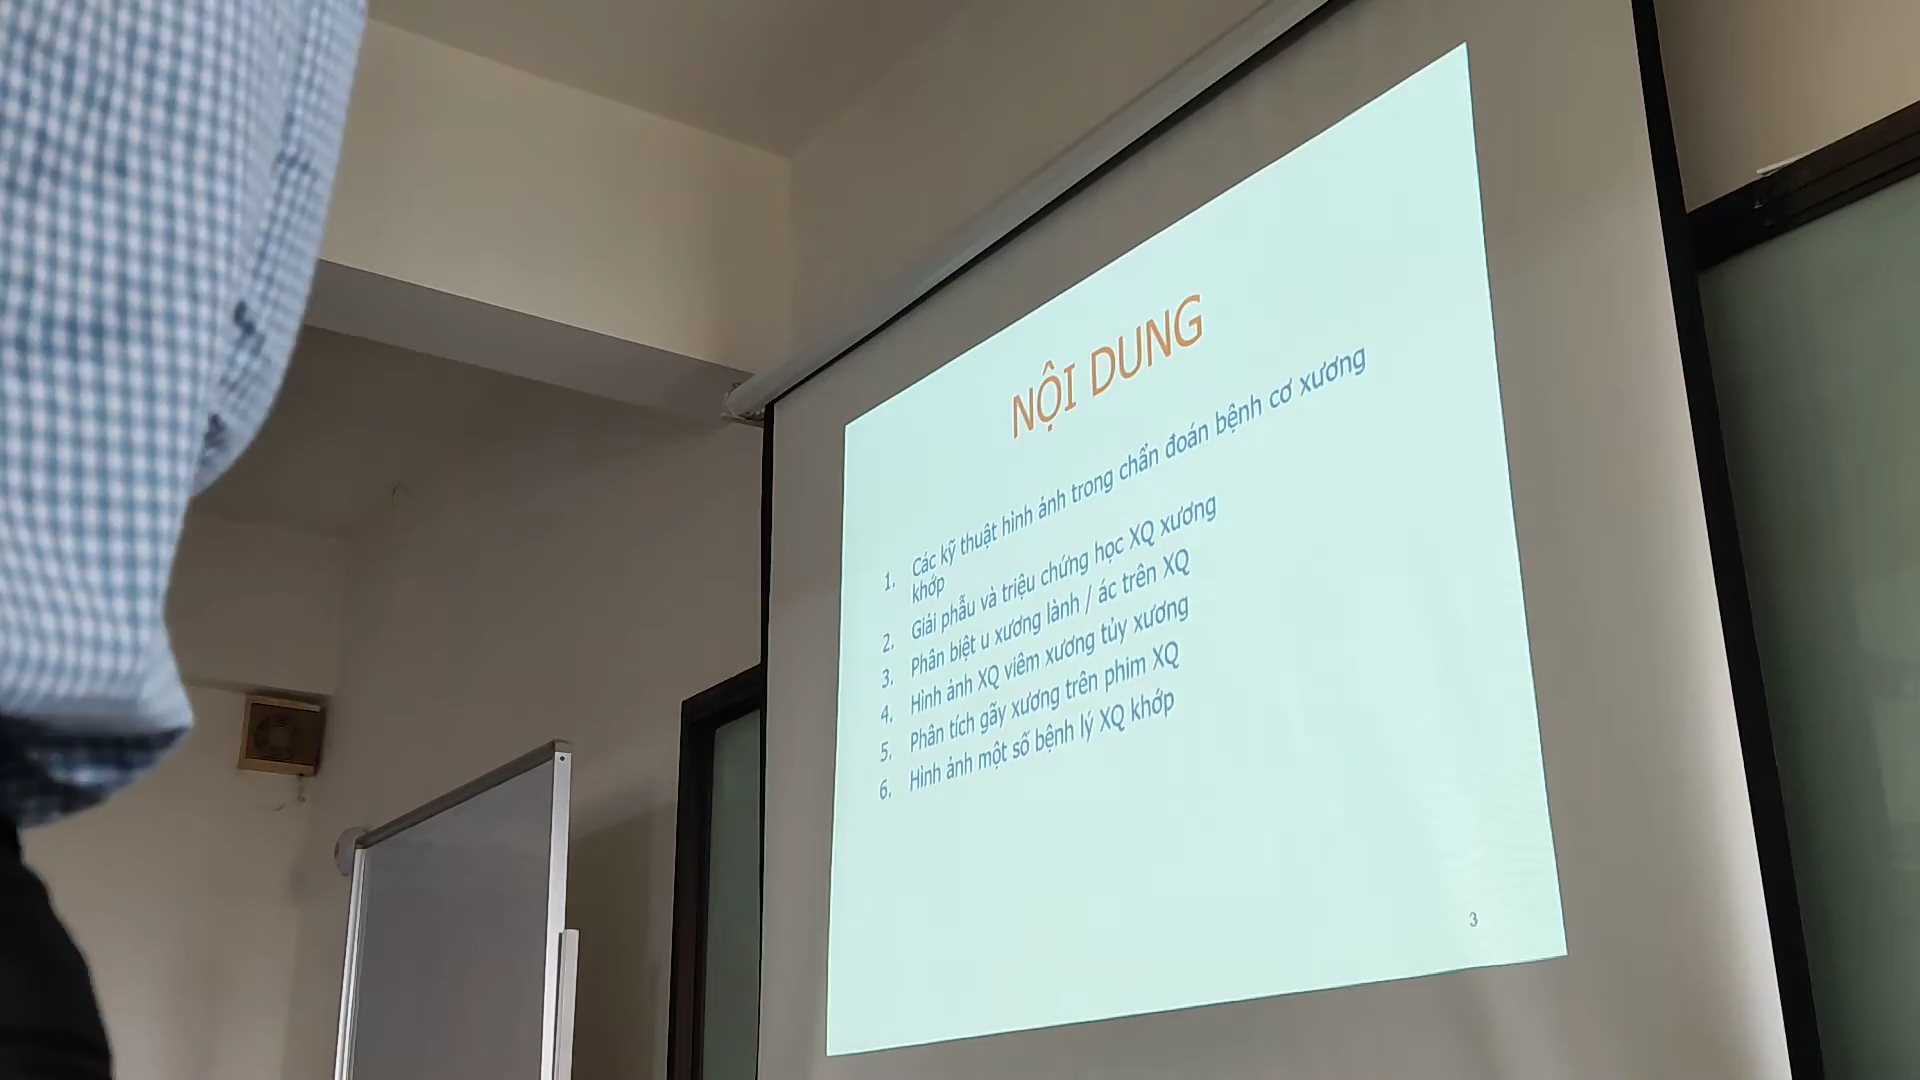 NỘI DUNG
1. Các kỹ thuật hình ảnh trong chẩn đoán bệnh cơ xương
khớp
2. Giải phẫu và triệu chứng học XQ xương
3. Phân biệt u xương lành / ác trên XQ
4. Hình ảnh XQ viêm xương tủy xương
5. Phân tích gãy xương trên phim XQ
6. Hình ảnh một số bệnh lý XQ khớp
3